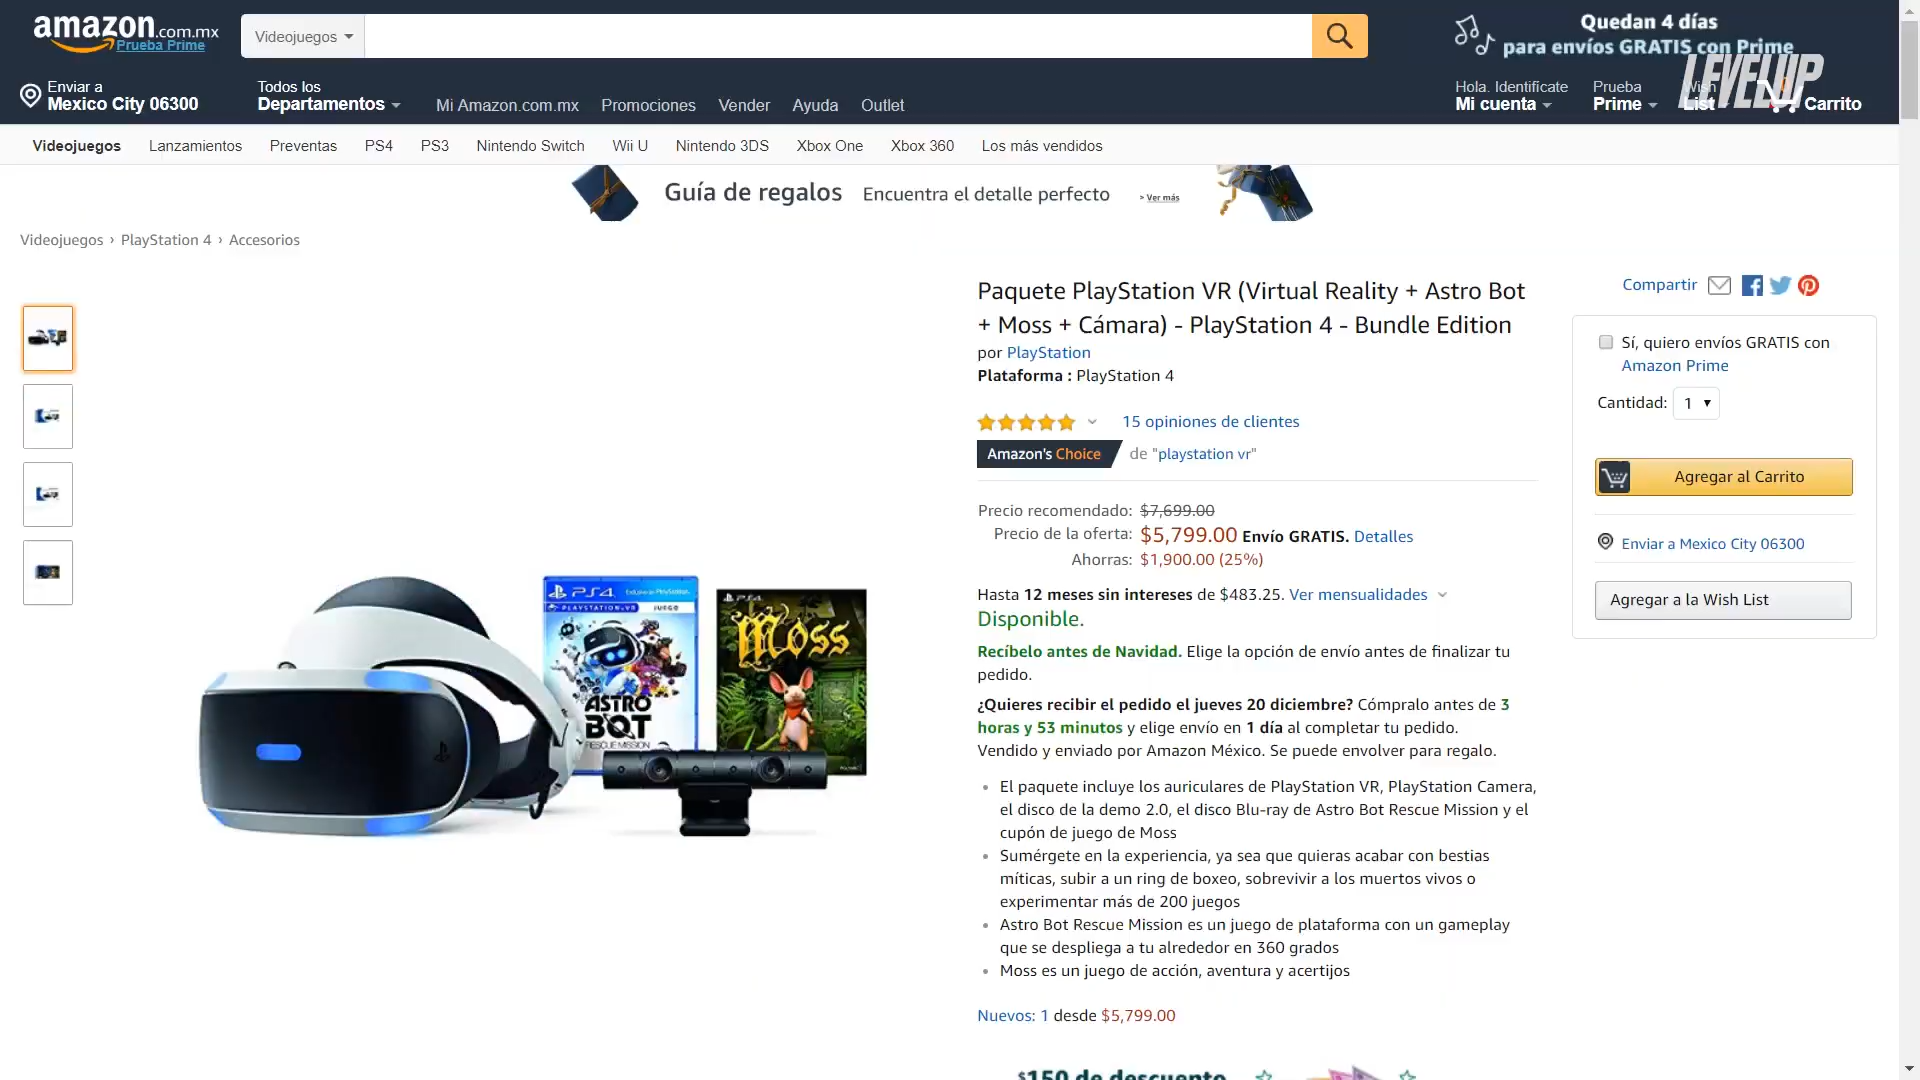 amazon.com.mx
Prueba Prime
Videojuegos
Quedan 4 días
para envíos GRATIS con Prime
LEVELUP
Enviar a
Mexico City 06300
Todos los
Departamentos
Mi Amazon.com.mx Promociones Vender Ayuda Outlet
Hola. Identifícate
Mi cuenta
Prueba
Prime
Wish
List
Carrito
Videojuegos Lanzamientos Preventas PS4 PS3 Nintendo Switch Wii U Nintendo 3DS Xbox One Xbox 360 Los más vendidos
Guía de regalos Encuentra el detalle perfecto » Ver más
Videojuegos › PlayStation 4 › Accesorios
PS4
PLAYSTATION VR JUEGO
ASTRO
BOT
RESCUE MISSION
PS4
Moss
Paquete PlayStation VR (Virtual Reality + Astro Bot
+ Moss + Cámara) - PlayStation 4 - Bundle Edition
por PlayStation
Plataforma : PlayStation 4
15 opiniones de clientes
Amazon's Choice de "playstation vr"
Precio recomendado: $7,699.00
Precio de la oferta: $5,799.00 Envío GRATIS. Detalles
Ahorras: $1,900.00 (25%)
Hasta 12 meses sin intereses de $483.25. Ver mensualidades
Disponible.
Recíbelo antes de Navidad. Elige la opción de envío antes de finalizar tu
pedido.
¿Quieres recibir el pedido el jueves 20 diciembre? Cómpralo antes de 3
horas y 53 minutos y elige envío en 1 día al completar tu pedido.
Vendido y enviado por Amazon México. Se puede envolver para regalo.
• El paquete incluye los auriculares de PlayStation VR, PlayStation Camera,
el disco de la demo 2.0, el disco Blu-ray de Astro Bot Rescue Mission y el
cupón de juego de Moss
• Sumérgete en la experiencia, ya sea que quieras acabar con bestias
míticas, subir a un ring de boxeo, sobrevivir a los muertos vivos o
experimentar más de 200 juegos
• Astro Bot Rescue Mission es un juego de plataforma con un gameplay
que se despliega a tu alrededor en 360 grados
• Moss es un juego de acción, aventura y acertijos
Nuevos: 1 desde $5,799.00
$150 de descuento
Compartir
Sí, quiero envíos GRATIS con
Amazon Prime
Cantidad: 1
Agregar al Carrito
Enviar a Mexico City 06300
Agregar a la Wish List